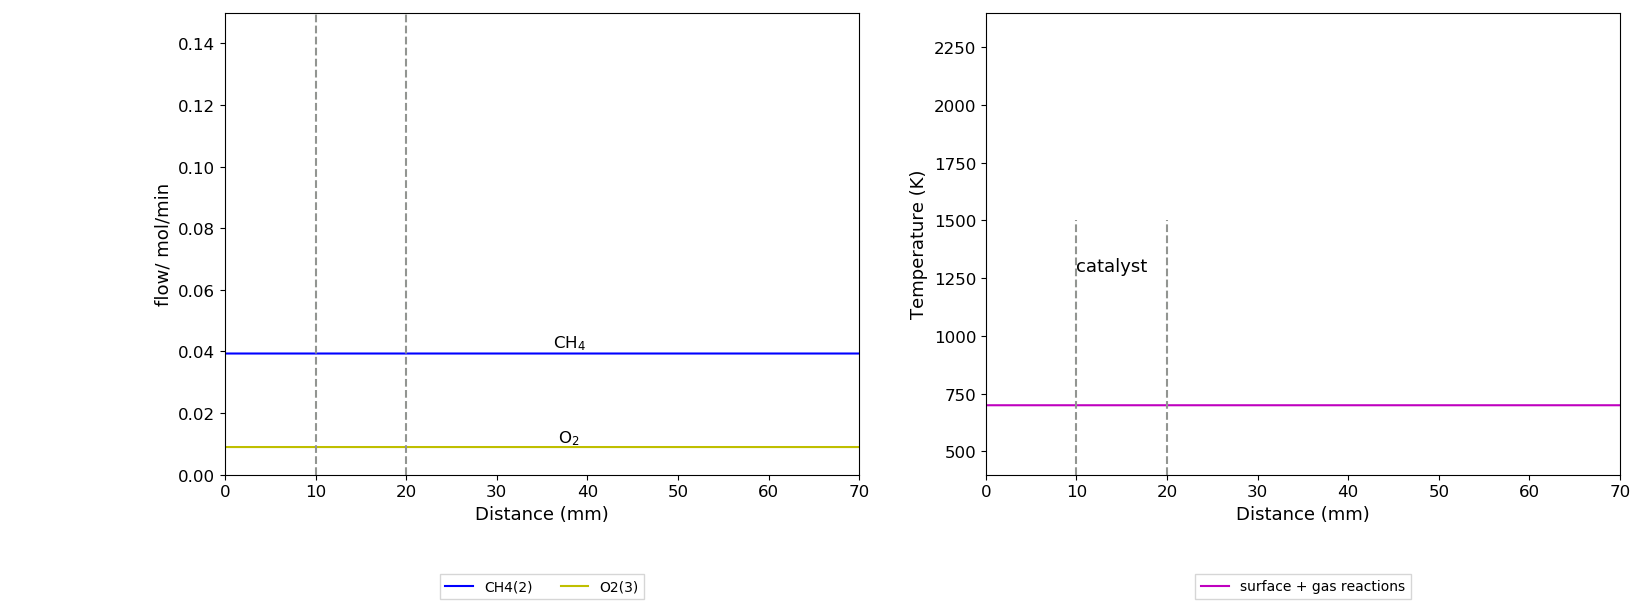 0.14
0.12
0.10
0.08
0.06
0.04
0.02
0.00
flow/ mol/min
CH₄
O₂
0 10 20 30 40 50 60 70
Distance (mm)
CH4(2) O2(3)
2250
2000
1750
1500
1250
1000
750
500
Temperature (K)
catalyst
0 10 20 30 40 50 60 70
Distance (mm)
surface + gas reactions